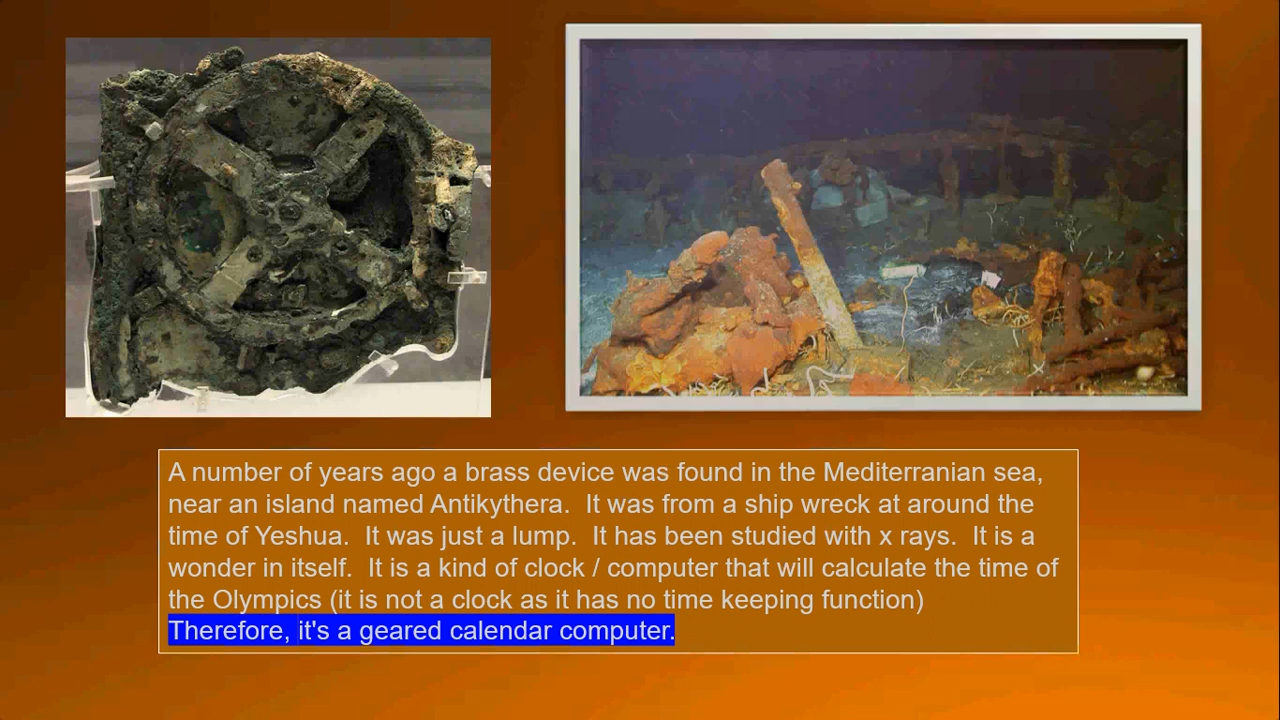 A number of years ago a brass device was found in the Mediterranian sea,
near an island named Antikythera.  It was from a ship wreck at around the
time of Yeshua.  It was just a lump.  It has been studied with x rays.  It is a
wonder in itself.  It is a kind of clock / computer that will calculate the time of
the Olympics (it is not a clock as it has no time keeping function)
Therefore, it's a geared calendar computer.